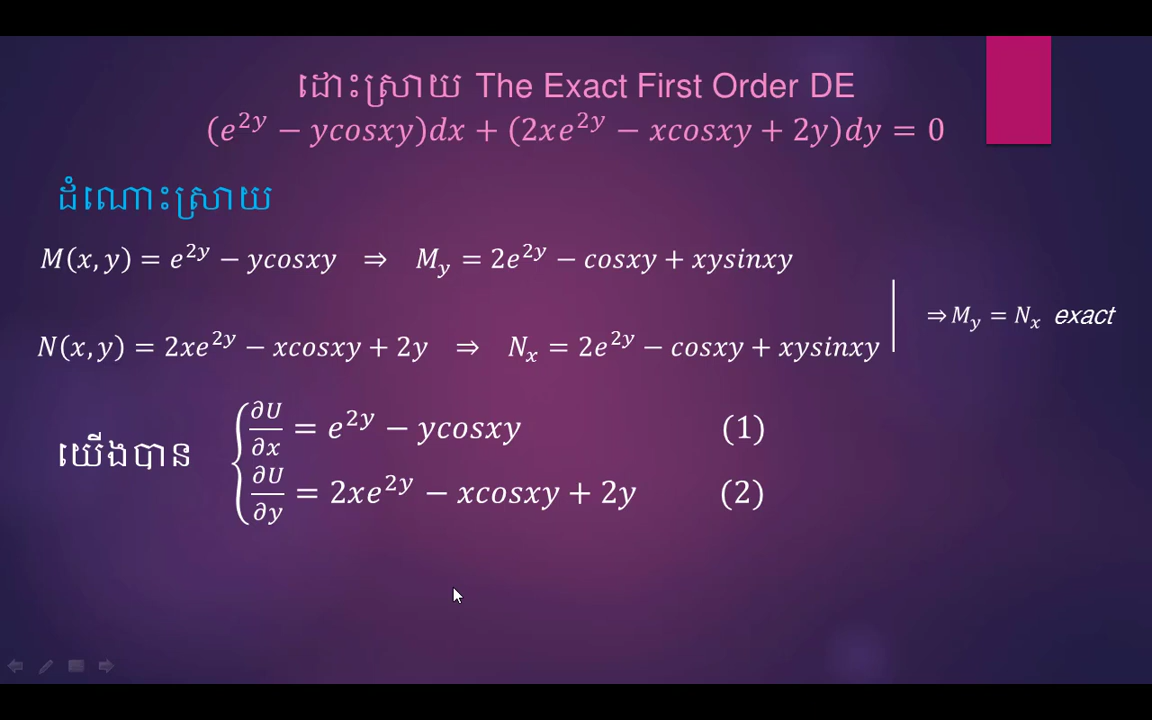 ដោះស្រាយ The Exact First Order DE
(e^{2y} − ycosxy)dx + (2xe^{2y} − xcosxy + 2y)dy = 0
ដំណោះស្រាយ
M(x, y) = e^{2y} − ycosxy ⇒ M_y = 2e^{2y} − cosxy + xysinxy
⇒ M_y = N_x exact
N(x, y) = 2xe^{2y} − xcosxy + 2y ⇒ N_x = 2e^{2y} − cosxy + xysinxy
∂U/∂x = e^{2y} − ycosxy (1)
យើងបាន
∂U/∂y = 2xe^{2y} − xcosxy + 2y (2)